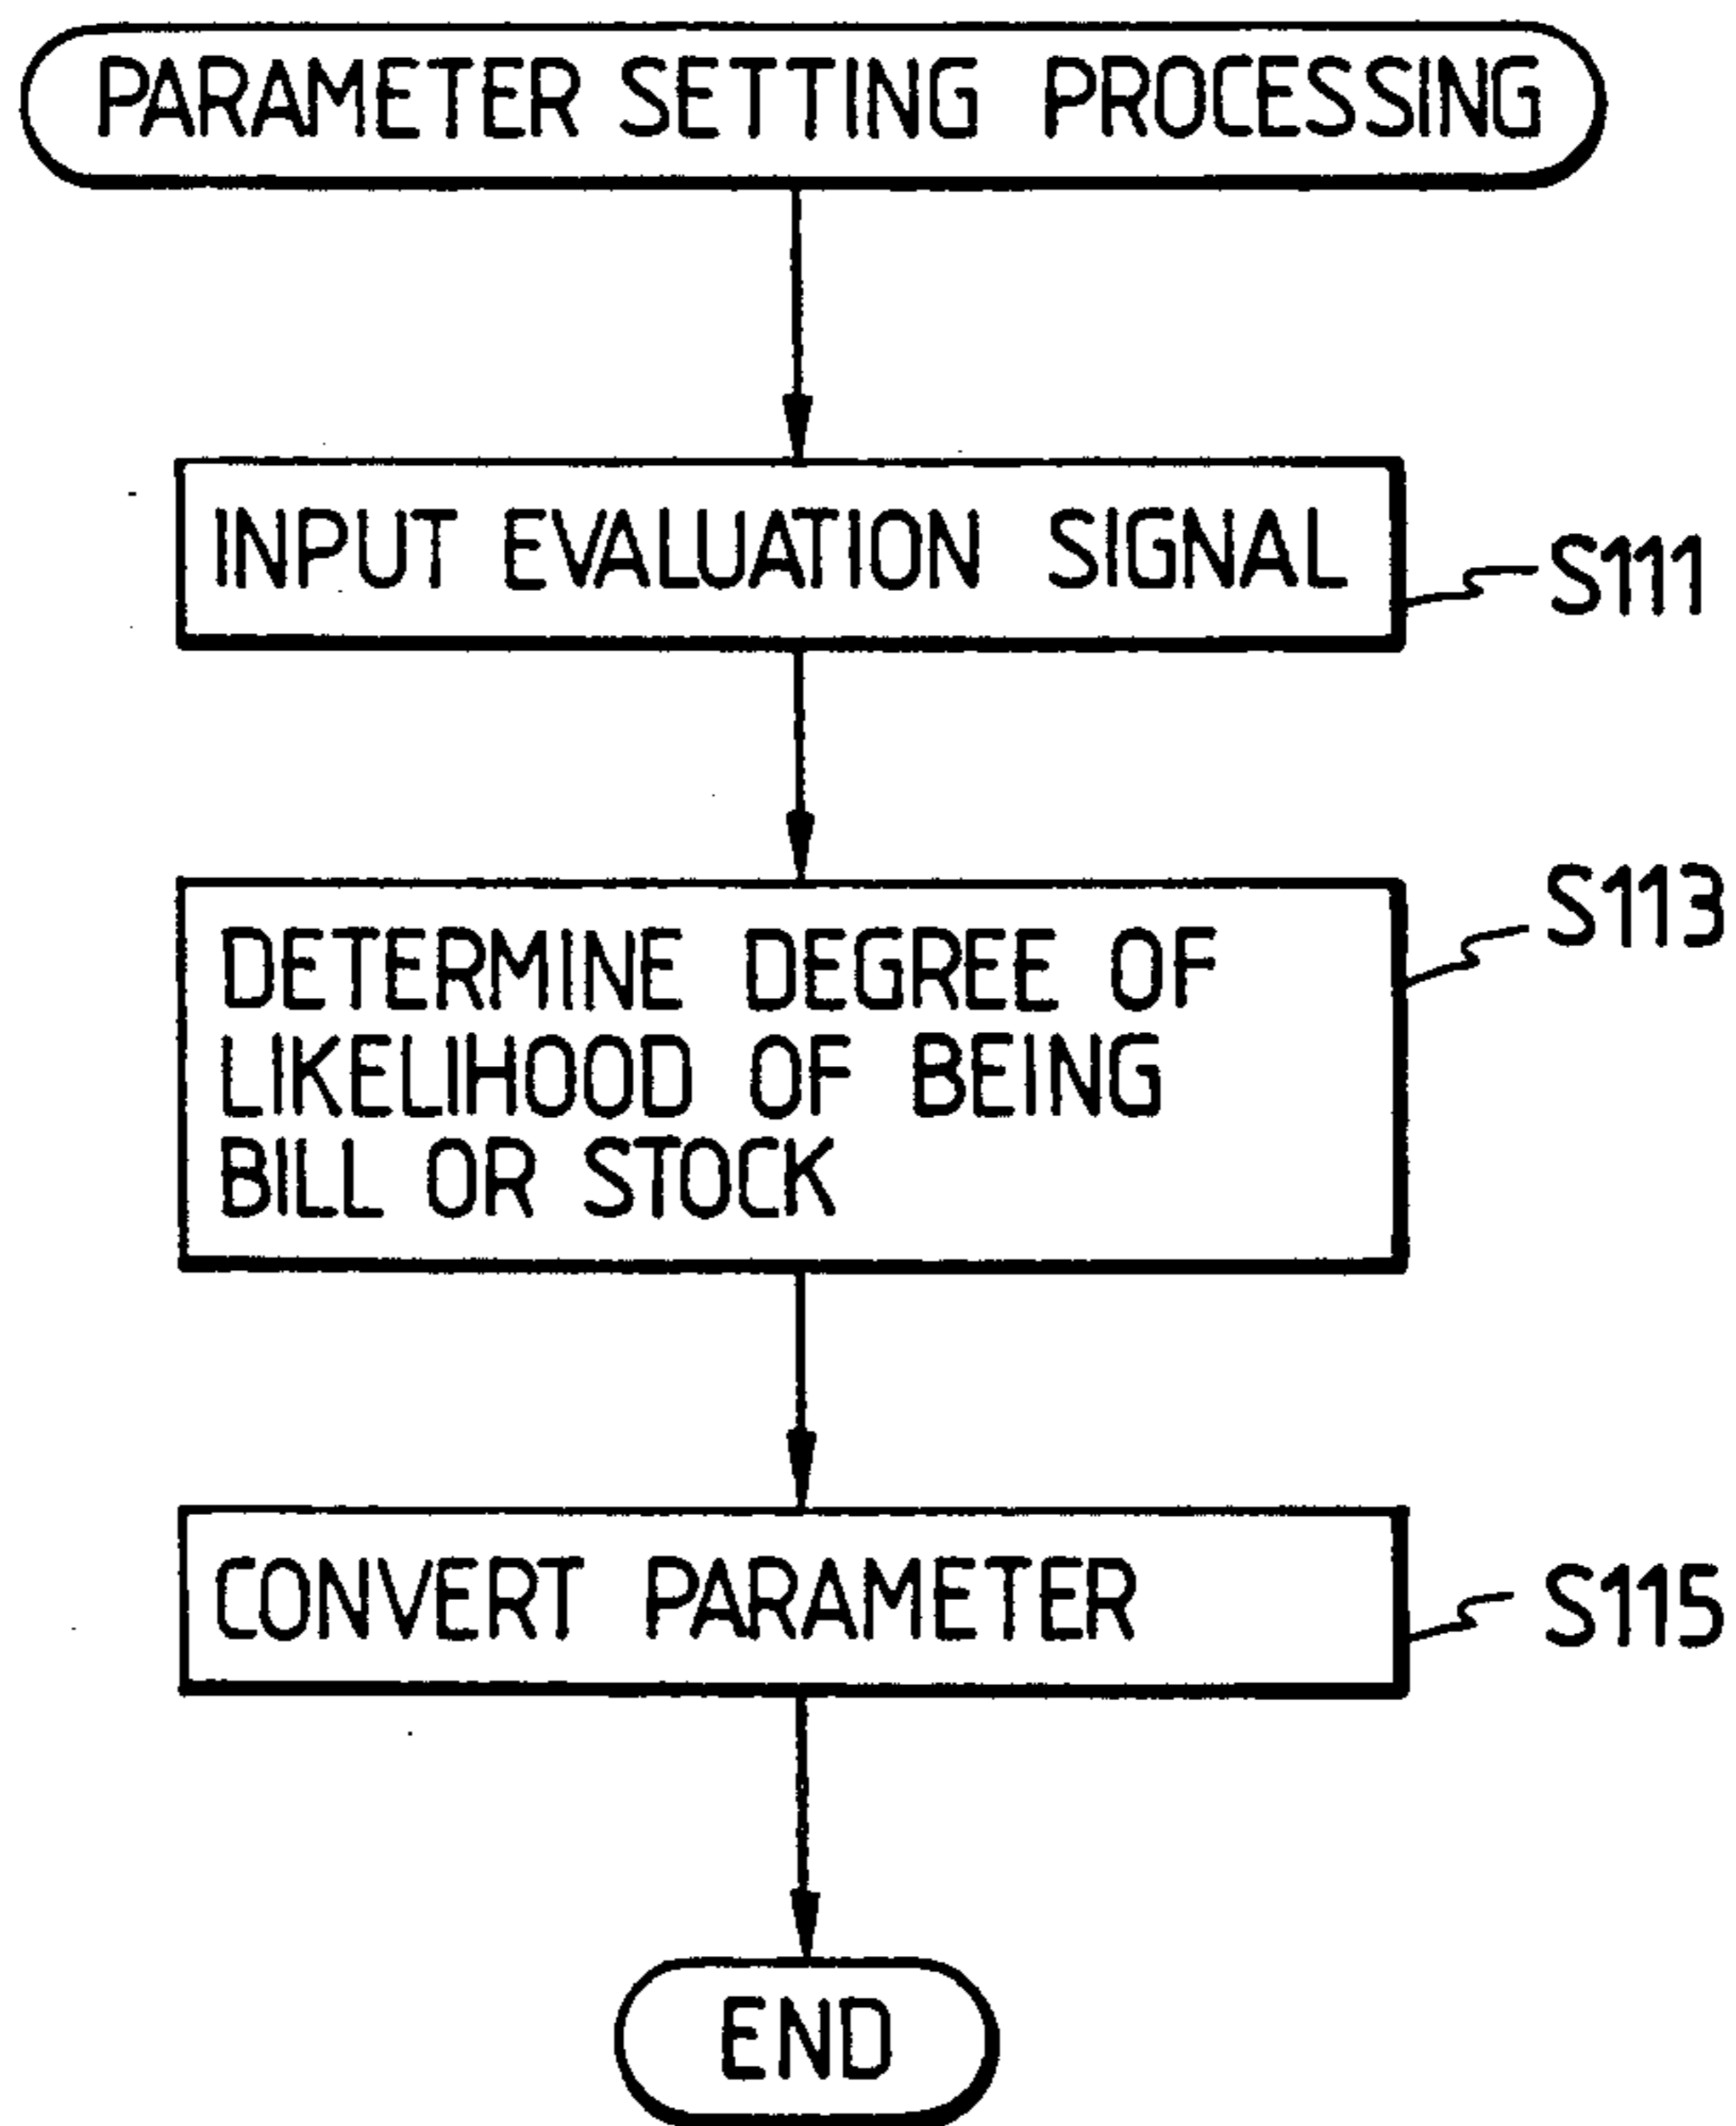 PARAMETER SETTING PROCESSING
INPUT EVALUATION SIGNAL
S111
S113
DETERMINE DEGREE OF
LIKELIHOOD OF BEING
BILL OR STOCK
CONVERT PARAMETER
S115
END